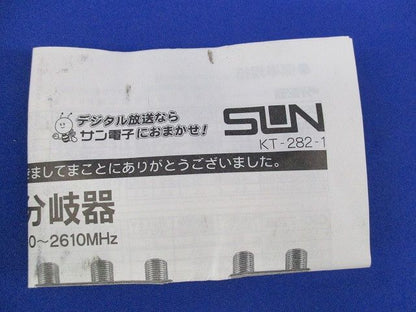 デジタル放送なら
サン電子におまかせ!
SUN
KT-282-1
きましてまことにありがとうございました。
分岐器
0～2610MHz